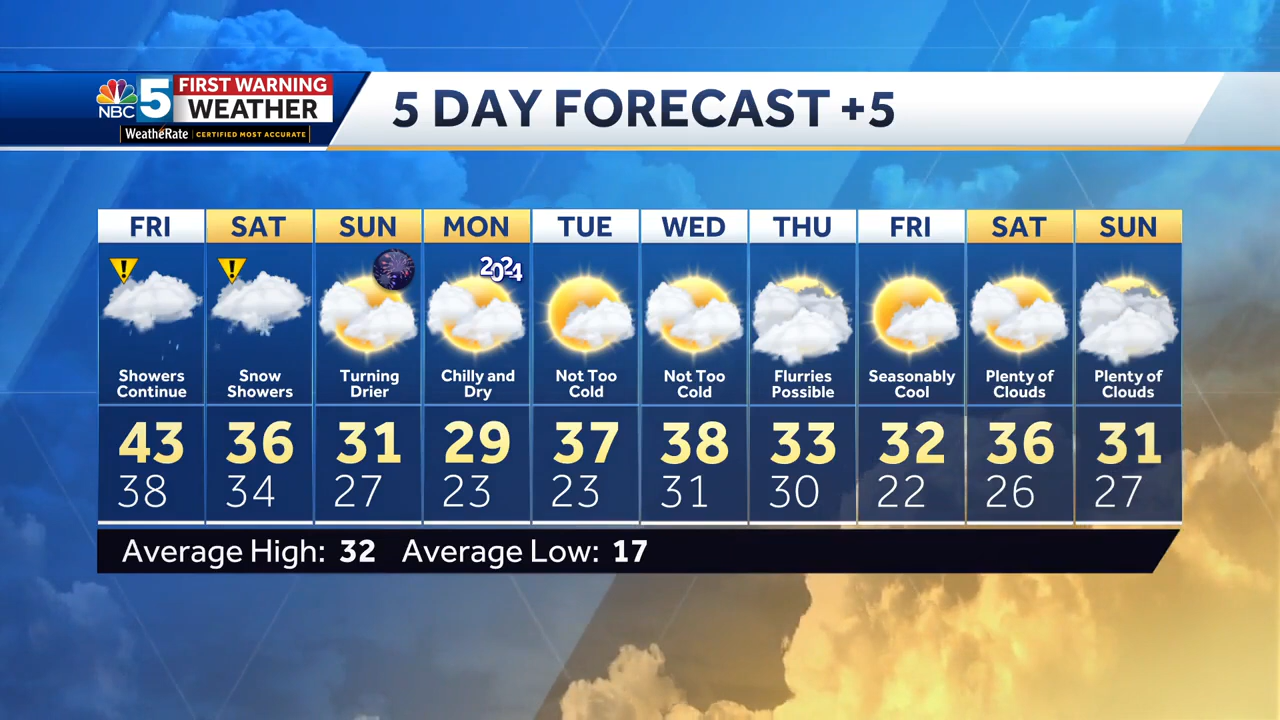 NBC 5 FIRST WARNING
WEATHER
WeatheRate CERTIFIED MOST ACCURATE
5 DAY FORECAST +5
FRI SAT SUN MON TUE WED THU FRI SAT SUN
! ! 2024
Showers Snow Turning Chilly and Not Too Not Too Flurries Seasonably Plenty of Plenty of
Continue Showers Drier Dry Cold Cold Possible Cool Clouds Clouds
43 36 31 29 37 38 33 32 36 31
38 34 27 23 23 31 30 22 26 27
Average High: 32 Average Low: 17